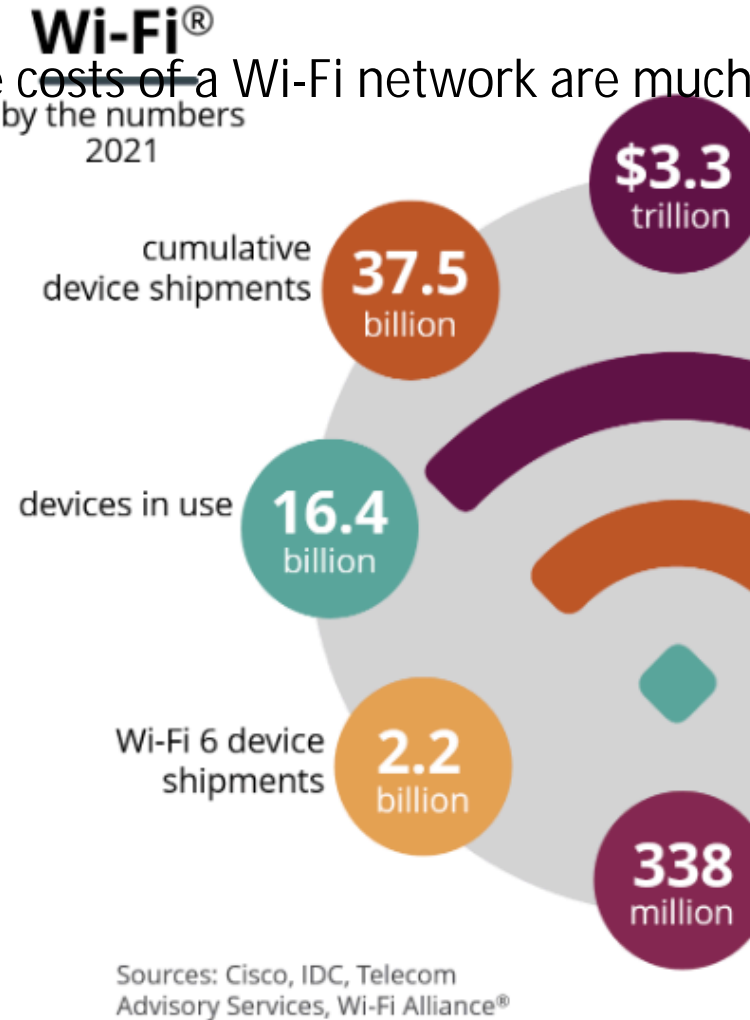 Wi-Fi®
costs of a Wi-Fi network are much
by the numbers
2021
$3.3
trillion
cumulative
device shipments
37.5
billion
devices in use
16.4
billion
Wi-Fi 6 device
shipments
2.2
billion
338
million
Sources: Cisco, IDC, Telecom
Advisory Services, Wi-Fi Alliance®